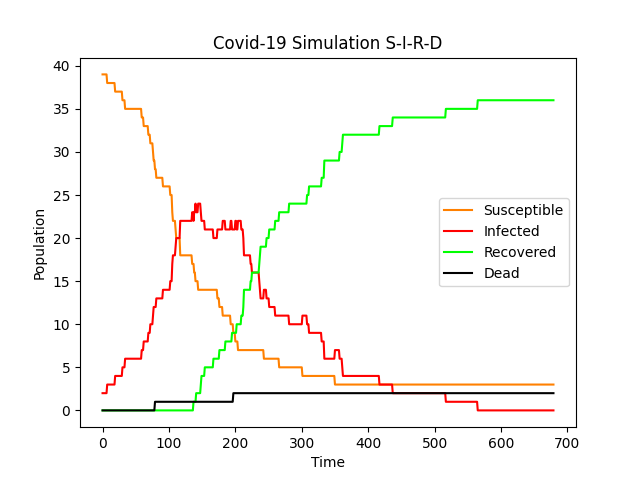 Covid-19 Simulation S-I-R-D
40
35
30
25
20
15
10
5
0
Population
Susceptible
Infected
Recovered
Dead
0 100 200 300 400 500 600 700
Time